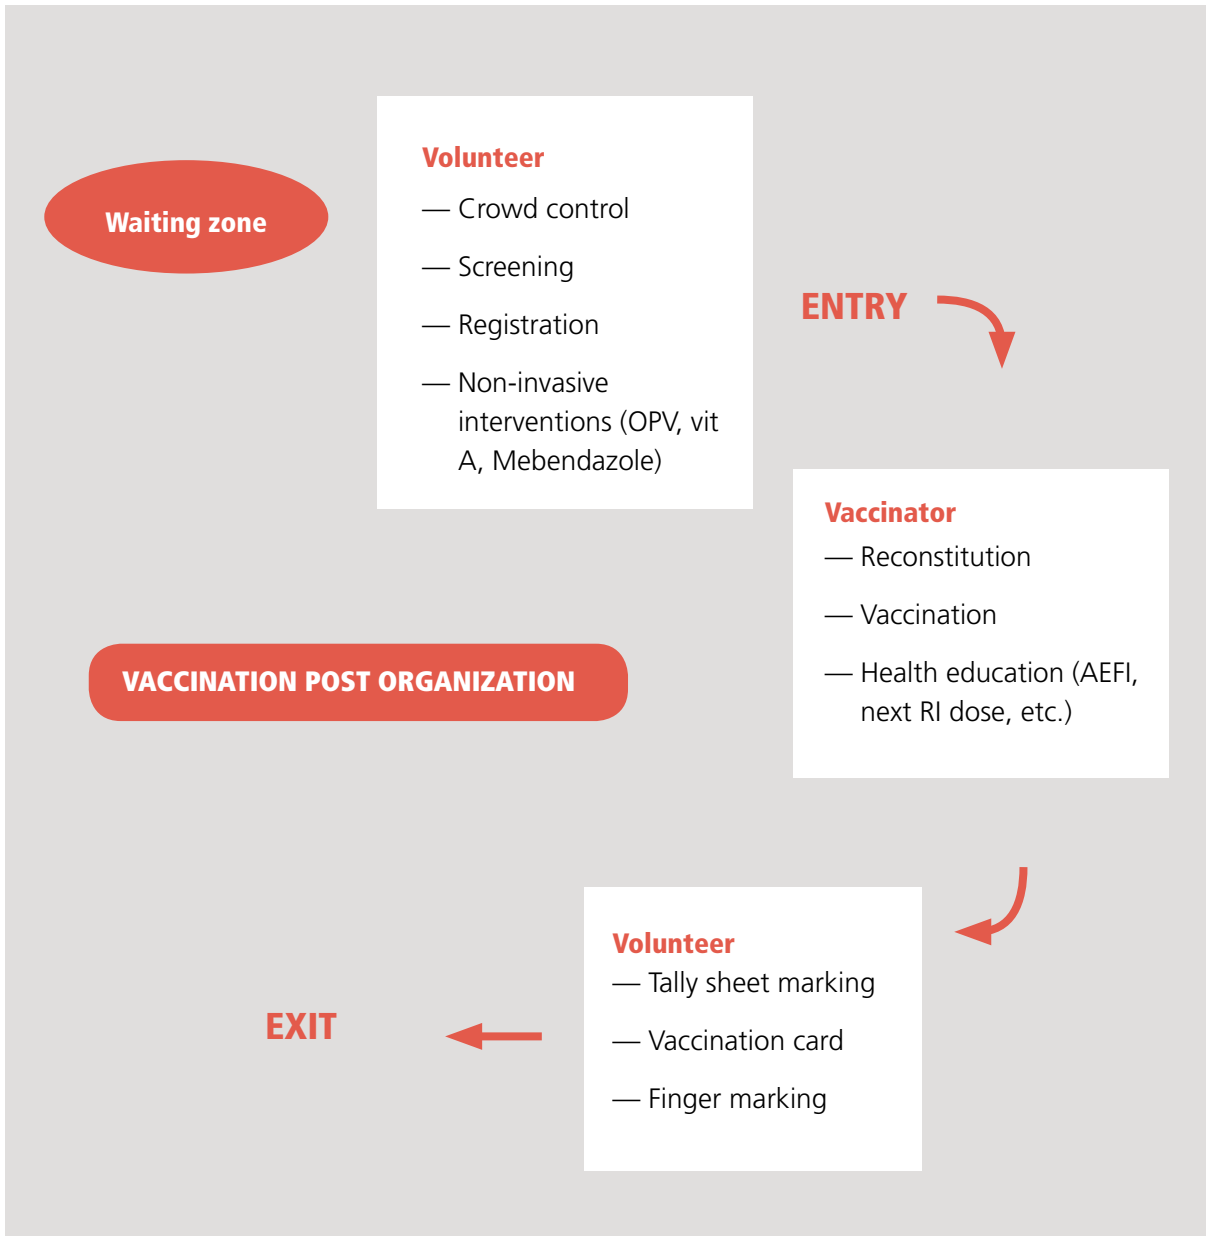 Waiting zone
Volunteer
— Crowd control
— Screening
— Registration
— Non-invasive
interventions (OPV, vit
A, Mebendazole)
ENTRY
Vaccinator
— Reconstitution
— Vaccination
— Health education (AEFI,
next RI dose, etc.)
VACCINATION POST ORGANIZATION
Volunteer
— Tally sheet marking
— Vaccination card
— Finger marking
EXIT